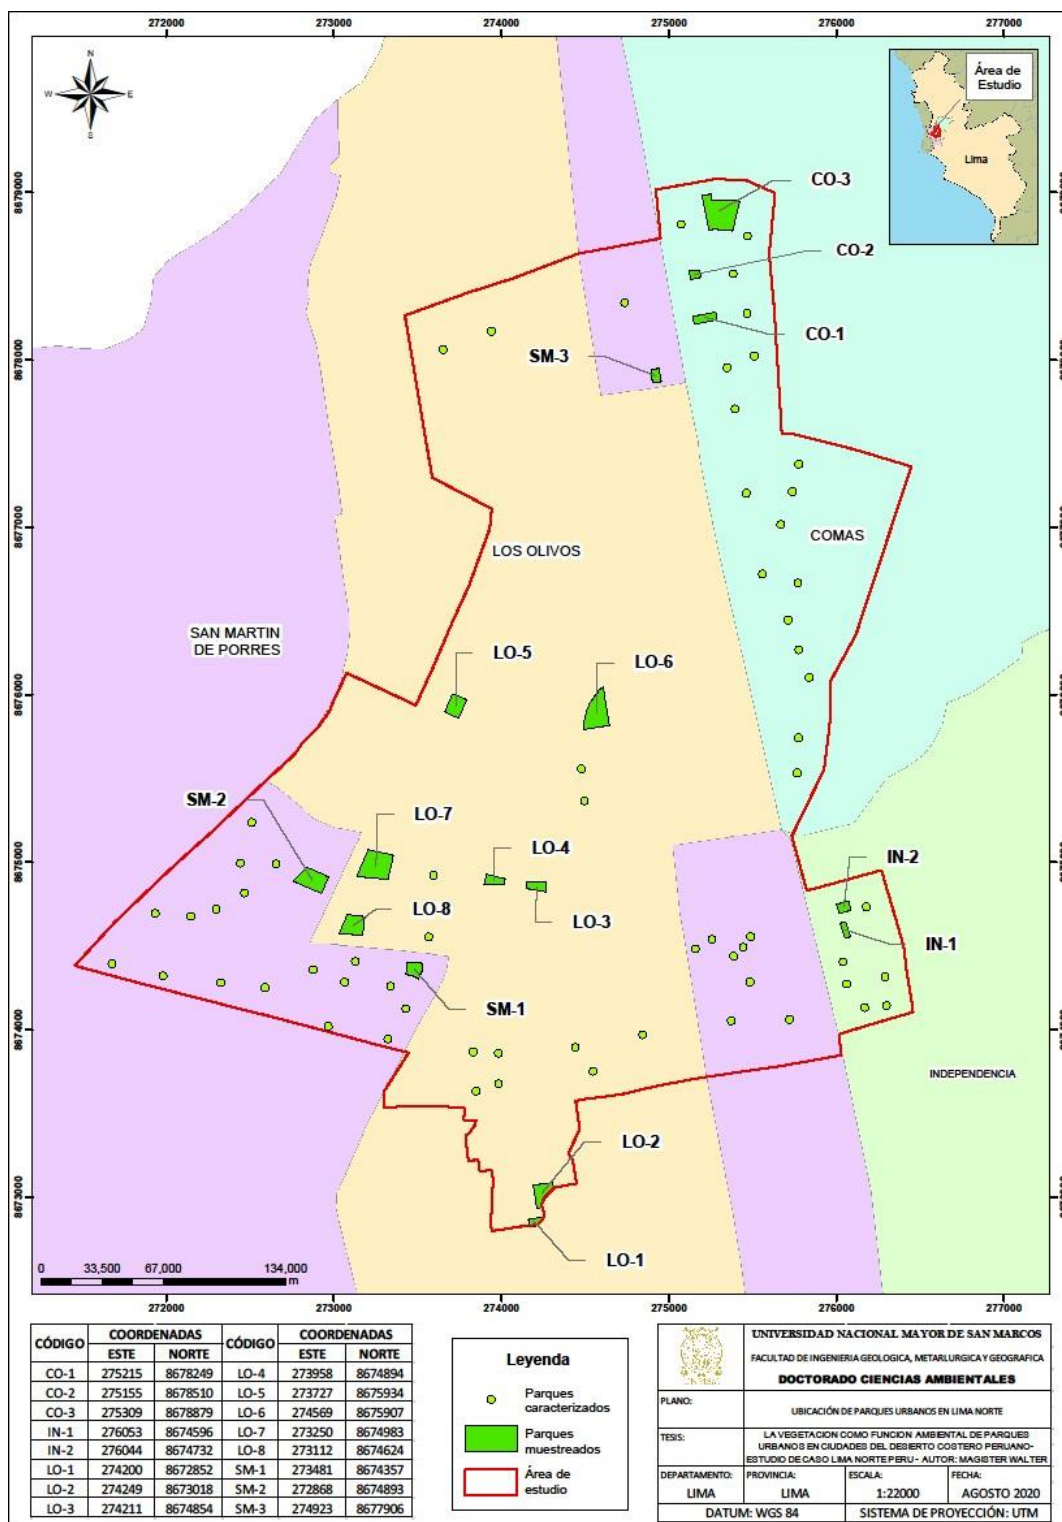 272000 273000 274000 275000 276000 277000
N
W E
S
Área de
Estudio
Lima
8679000
8678000
8677000
8676000
8675000
8674000
8673000
CO-3
CO-2
CO-1
SM-3
LOS OLIVOS
COMAS
SAN MARTIN
DE PORRES
LO-5
LO-6
SM-2
LO-7
LO-4
IN-2
LO-8
LO-3
IN-1
SM-1
INDEPENDENCIA
LO-2
LO-1
0 33,500 67,000 134,000
m
272000 273000 274000 275000 276000 277000
CÓDIGO COORDENADAS CÓDIGO COORDENADAS
ESTE NORTE ESTE NORTE
CO-1 275215 8678249 LO-4 273958 8674894
CO-2 275155 8678510 LO-5 273727 8675934
CO-3 275309 8678879 LO-6 274569 8675907
IN-1 276053 8674596 LO-7 273250 8674983
IN-2 276044 8674732 LO-8 273112 8674624
LO-1 274200 8672852 SM-1 273481 8674357
LO-2 274249 8673018 SM-2 272868 8674893
LO-3 274211 8674854 SM-3 274923 8677906
Leyenda
Parques
caracterizados
Parques
muestreados
Área de
estudio
UNIVERSIDAD NACIONAL MAYOR DE SAN MARCOS
FACULTAD DE INGENIERIA GEOLOGICA, METARLURGICA Y GEOGRAFICA
DOCTORADO CIENCIAS AMBIENTALES
PLANO:
UBICACIÓN DE PARQUES URBANOS EN LIMA NORTE
TESIS:
LA VEGETACION COMO FUNCION AMBIENTAL DE PARQUES
URBANOS EN CIUDADES DEL DESIERTO COSTERO PERUANO-
ESTUDIO DE CASO LIMA NORTE PERU - AUTOR: MAGISTER WALTER
DEPARTAMENTO: PROVINCIA: ESCALA: FECHA:
LIMA LIMA 1:22000 AGOSTO 2020
DATUM: WGS 84 SISTEMA DE PROYECCIÓN: UTM